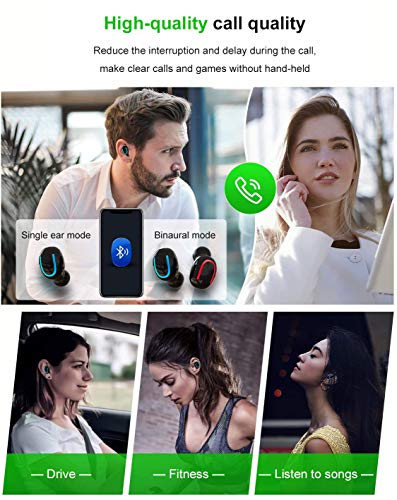 High-quality call quality
Reduce the interruption and delay during the call,
make clear calls and games without hand-held
Single ear mode
Binaural mode
— Drive —
— Fitness —
— Listen to songs —